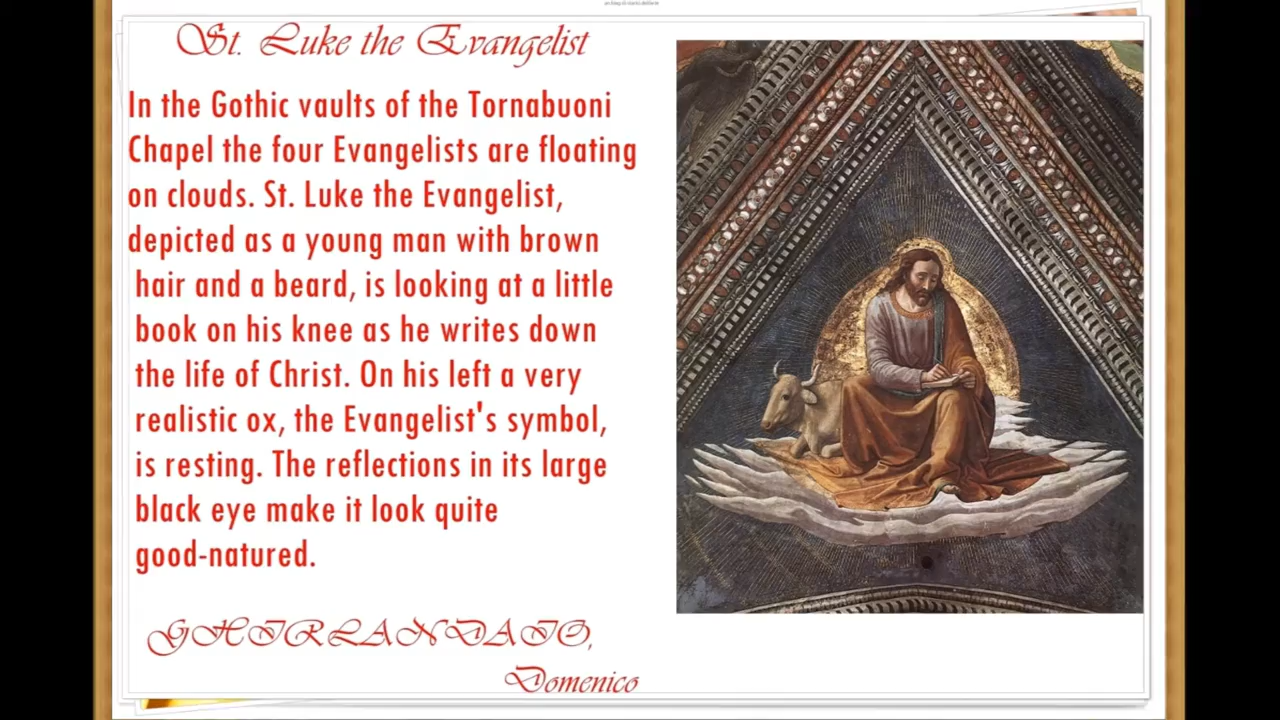 St. Luke the Evangelist
In the Gothic vaults of the Tornabuoni
Chapel the four Evangelists are floating
on clouds. St. Luke the Evangelist,
depicted as a young man with brown
hair and a beard, is looking at a little
book on his knee as he writes down
the life of Christ. On his left a very
realistic ox, the Evangelist's symbol,
is resting. The reflections in its large
black eye make it look quite
good-natured.
GHIRLANDAIO,
Domenico